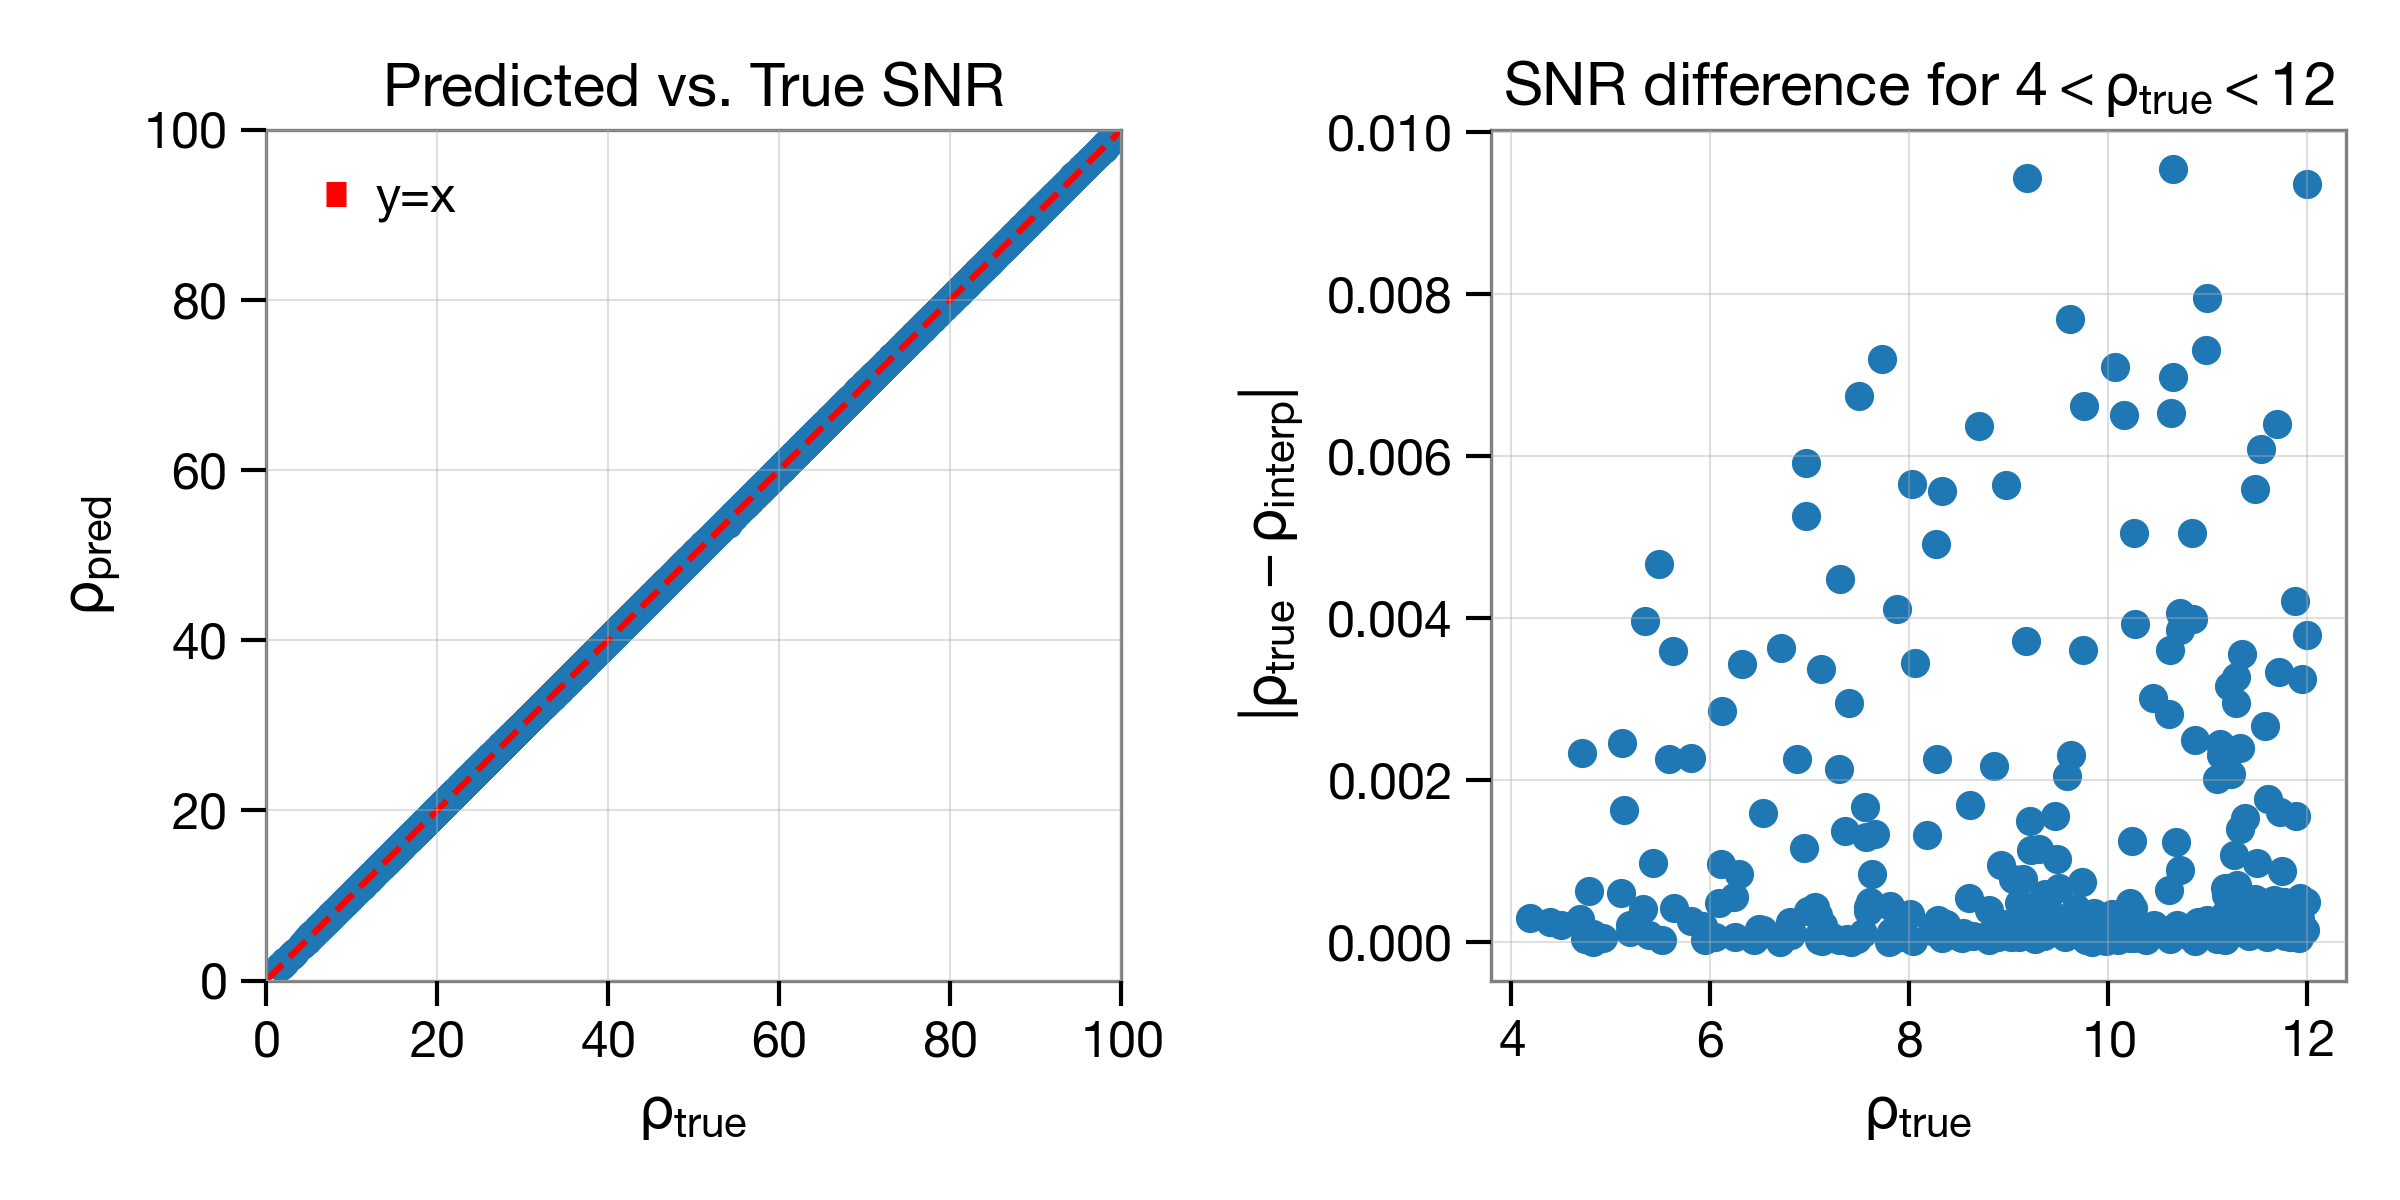 Predicted vs. True SNR
100
80
60
40
20
0
ρpred
y=x
0 20 40 60 80 100
ρtrue
SNR difference for 4 < ρtrue < 12
0.010
0.008
0.006
0.004
0.002
0.000
|ρtrue − ρinterp|
4 6 8 10 12
ρtrue